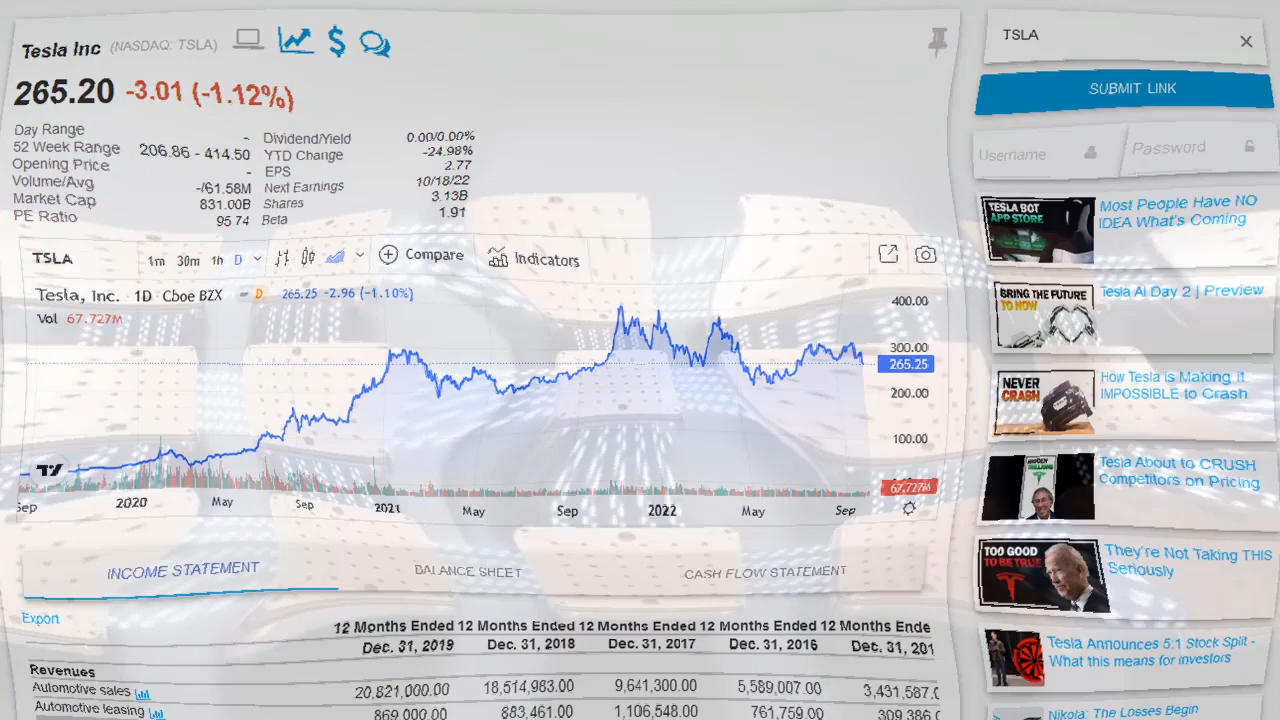 Tesla Inc (NASDAQ: TSLA)
265.20 -3.01 (-1.12%)
Day Range -
52 Week Range 206.86 - 414.50
Opening Price -
Volume/Avg -/61.58M
Market Cap 831.00B
PE Ratio 95.74
Dividend/Yield 0.00/0.00%
YTD Change -24.98%
EPS 2.77
Next Earnings 10/18/22
Shares 3.13B
Beta 1.91
TSLA 1m 30m 1h D Compare Indicators
Tesla, Inc. · 1D · Cboe BZX D 265.25 -2.96 (-1.10%)
Vol 67.727M
400.00
300.00
265.25
200.00
100.00
67.727M
Sep 2020 May Sep 2021 May Sep 2022 May Sep
INCOME STATEMENT BALANCE SHEET CASH FLOW STATEMENT
Export
12 Months Ended 12 Months Ended 12 Months Ended 12 Months Ended 12 Months Ende
Dec. 31, 2019 Dec. 31, 2018 Dec. 31, 2017 Dec. 31, 2016 Dec. 31, 201
Revenues
Automotive sales 20,821,000.00 18,514,983.00 9,641,300.00 5,589,007.00 3,431,587.0
Automotive leasing 869,000.00 883,461.00 1,106,548.00 761,759.00 309,386.0
TSLA
SUBMIT LINK
Username Password
TESLA BOT
APP STORE
Most People Have NO
IDEA What's Coming
BRING THE FUTURE
TO NOW
Tesla AI Day 2 | Preview
NEVER
CRASH
How Tesla is Making it
IMPOSSIBLE to Crash
HIDDEN
TRILLIONS
Tesla About to CRUSH
Competitors on Pricing
TOO GOOD
TO BE TRUE
They're Not Taking THIS
Seriously
Tesla Announces 5:1 Stock Split -
What this means for investors
Nikola: The Losses Begin